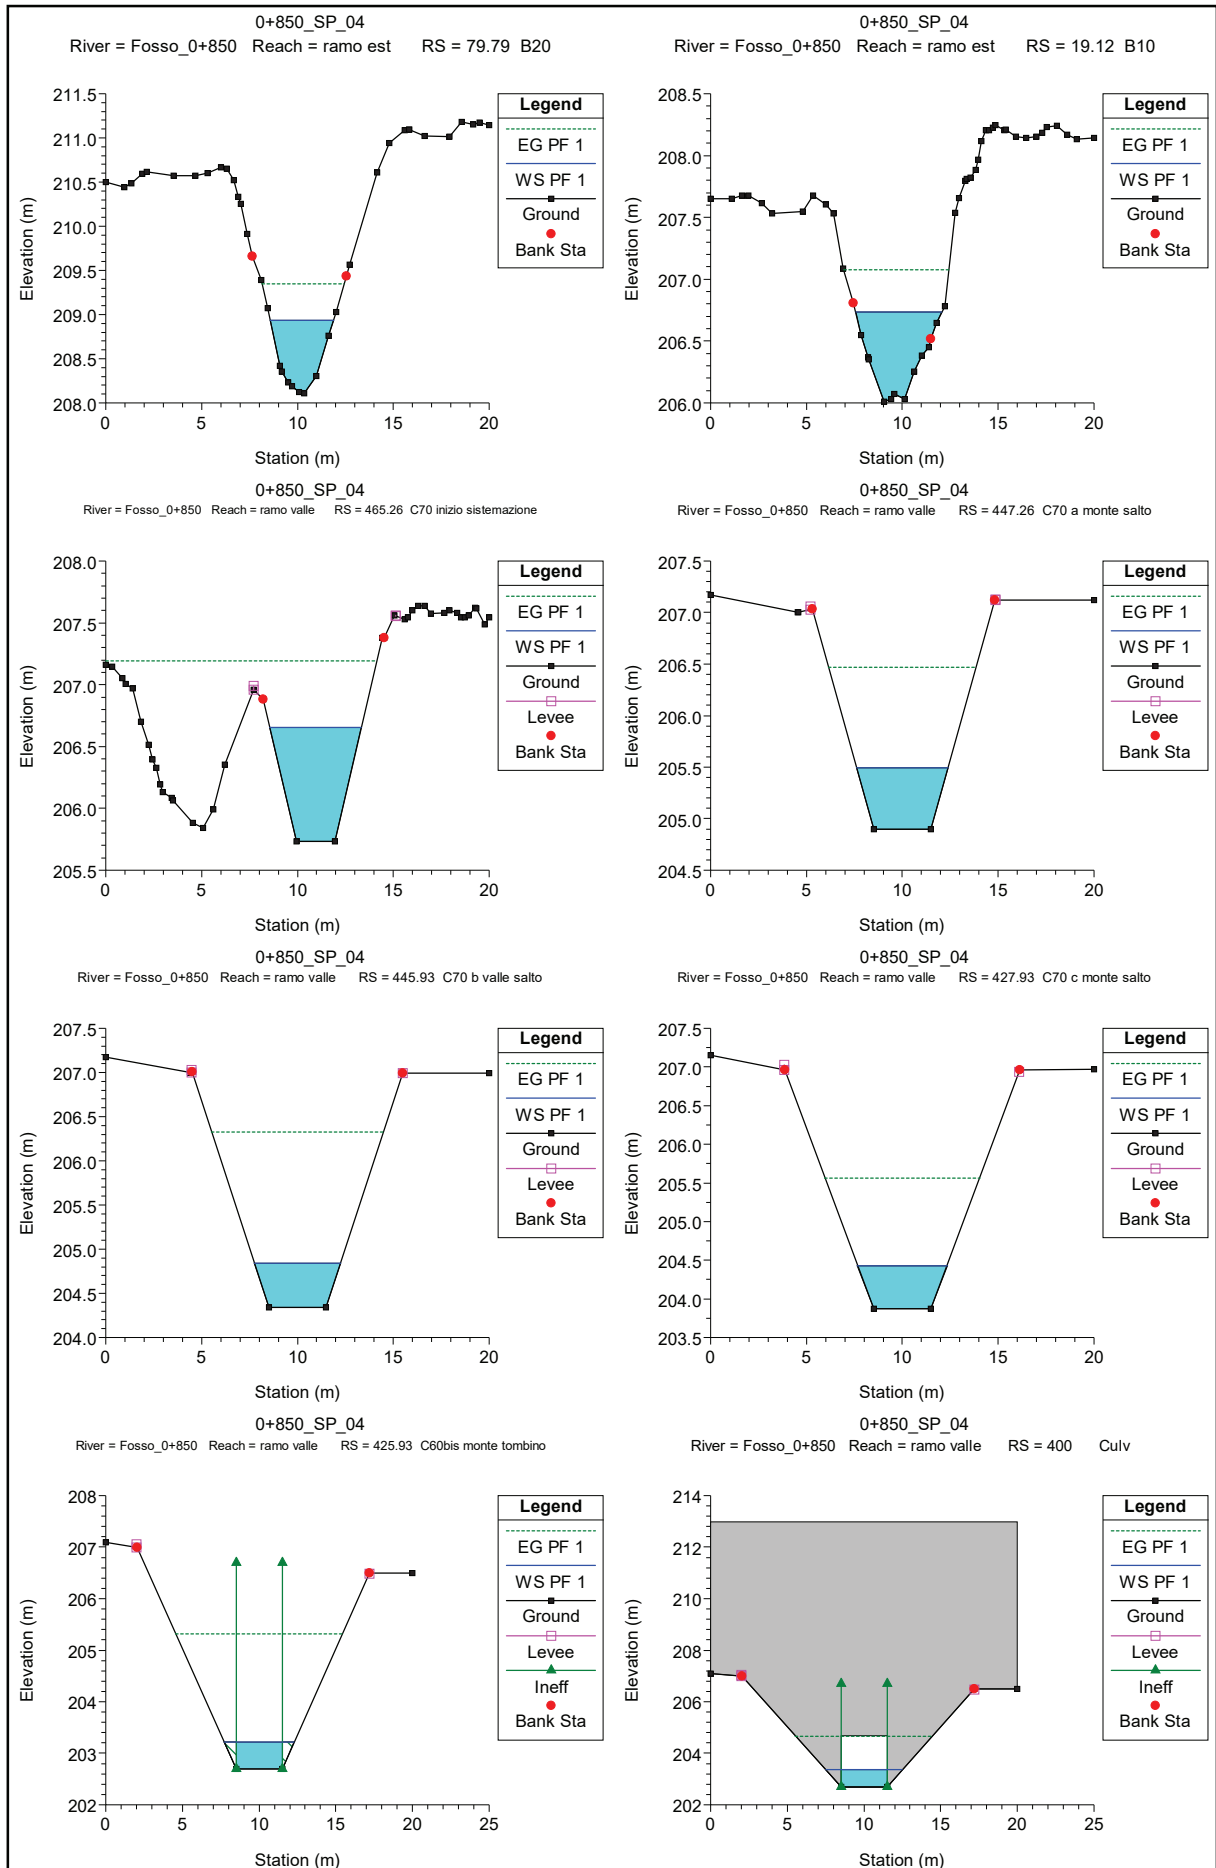 0+850_SP_04
River = Fosso_0+850 Reach = ramo est RS = 79.79 B20
211.5
211.0
210.5
210.0
209.5
209.0
208.5
208.0
0 5 10 15 20
Elevation (m)
Station (m)
Legend
EG PF 1
WS PF 1
Ground
Bank Sta
0+850_SP_04
River = Fosso_0+850 Reach = ramo est RS = 19.12 B10
208.5
208.0
207.5
207.0
206.5
206.0
0 5 10 15 20
Elevation (m)
Station (m)
Legend
EG PF 1
WS PF 1
Ground
Bank Sta
0+850_SP_04
River = Fosso_0+850 Reach = ramo valle RS = 465.26 C70 inizio sistemazione
208.0
207.5
207.0
206.5
206.0
205.5
0 5 10 15 20
Elevation (m)
Station (m)
Legend
EG PF 1
WS PF 1
Ground
Levee
Bank Sta
0+850_SP_04
River = Fosso_0+850 Reach = ramo valle RS = 447.26 C70 a monte salto
207.5
207.0
206.5
206.0
205.5
205.0
204.5
0 5 10 15 20
Elevation (m)
Station (m)
Legend
EG PF 1
WS PF 1
Ground
Levee
Bank Sta
0+850_SP_04
River = Fosso_0+850 Reach = ramo valle RS = 445.93 C70 b valle salto
207.5
207.0
206.5
206.0
205.5
205.0
204.5
204.0
0 5 10 15 20
Elevation (m)
Station (m)
Legend
EG PF 1
WS PF 1
Ground
Levee
Bank Sta
0+850_SP_04
River = Fosso_0+850 Reach = ramo valle RS = 427.93 C70 c monte salto
207.5
207.0
206.5
206.0
205.5
205.0
204.5
204.0
203.5
0 5 10 15 20
Elevation (m)
Station (m)
Legend
EG PF 1
WS PF 1
Ground
Levee
Bank Sta
0+850_SP_04
River = Fosso_0+850 Reach = ramo valle RS = 425.93 C60bis monte tombino
208
207
206
205
204
203
202
0 5 10 15 20 25
Elevation (m)
Station (m)
Legend
EG PF 1
WS PF 1
Ground
Levee
Ineff
Bank Sta
0+850_SP_04
River = Fosso_0+850 Reach = ramo valle RS = 400 Culv
214
212
210
208
206
204
202
0 5 10 15 20 25
Elevation (m)
Station (m)
Legend
EG PF 1
WS PF 1
Ground
Levee
Ineff
Bank Sta